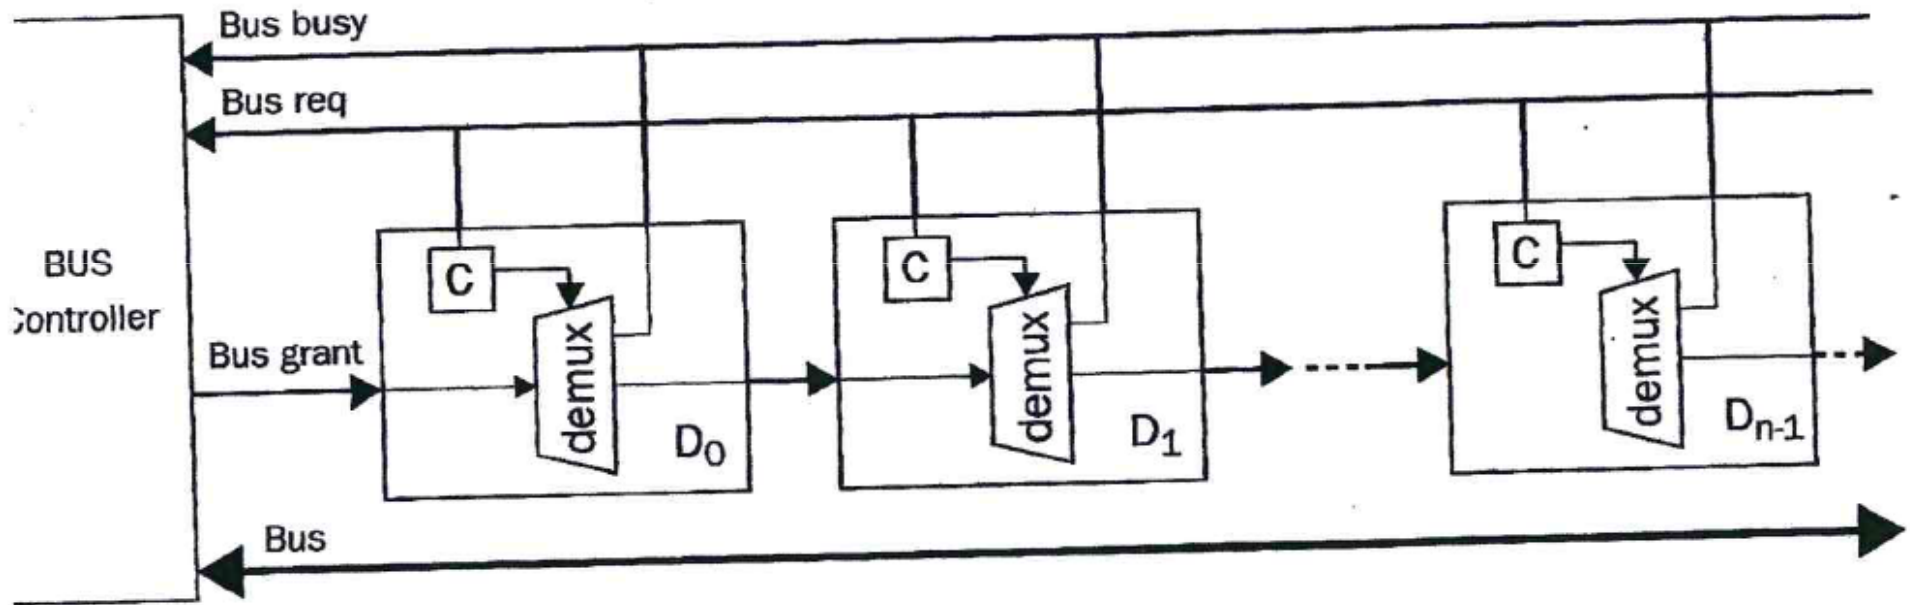 Bus busy
Bus req
BUS
Controller
C
C
C
demux
demux
demux
Bus grant
D0
D1
Dn-1
Bus